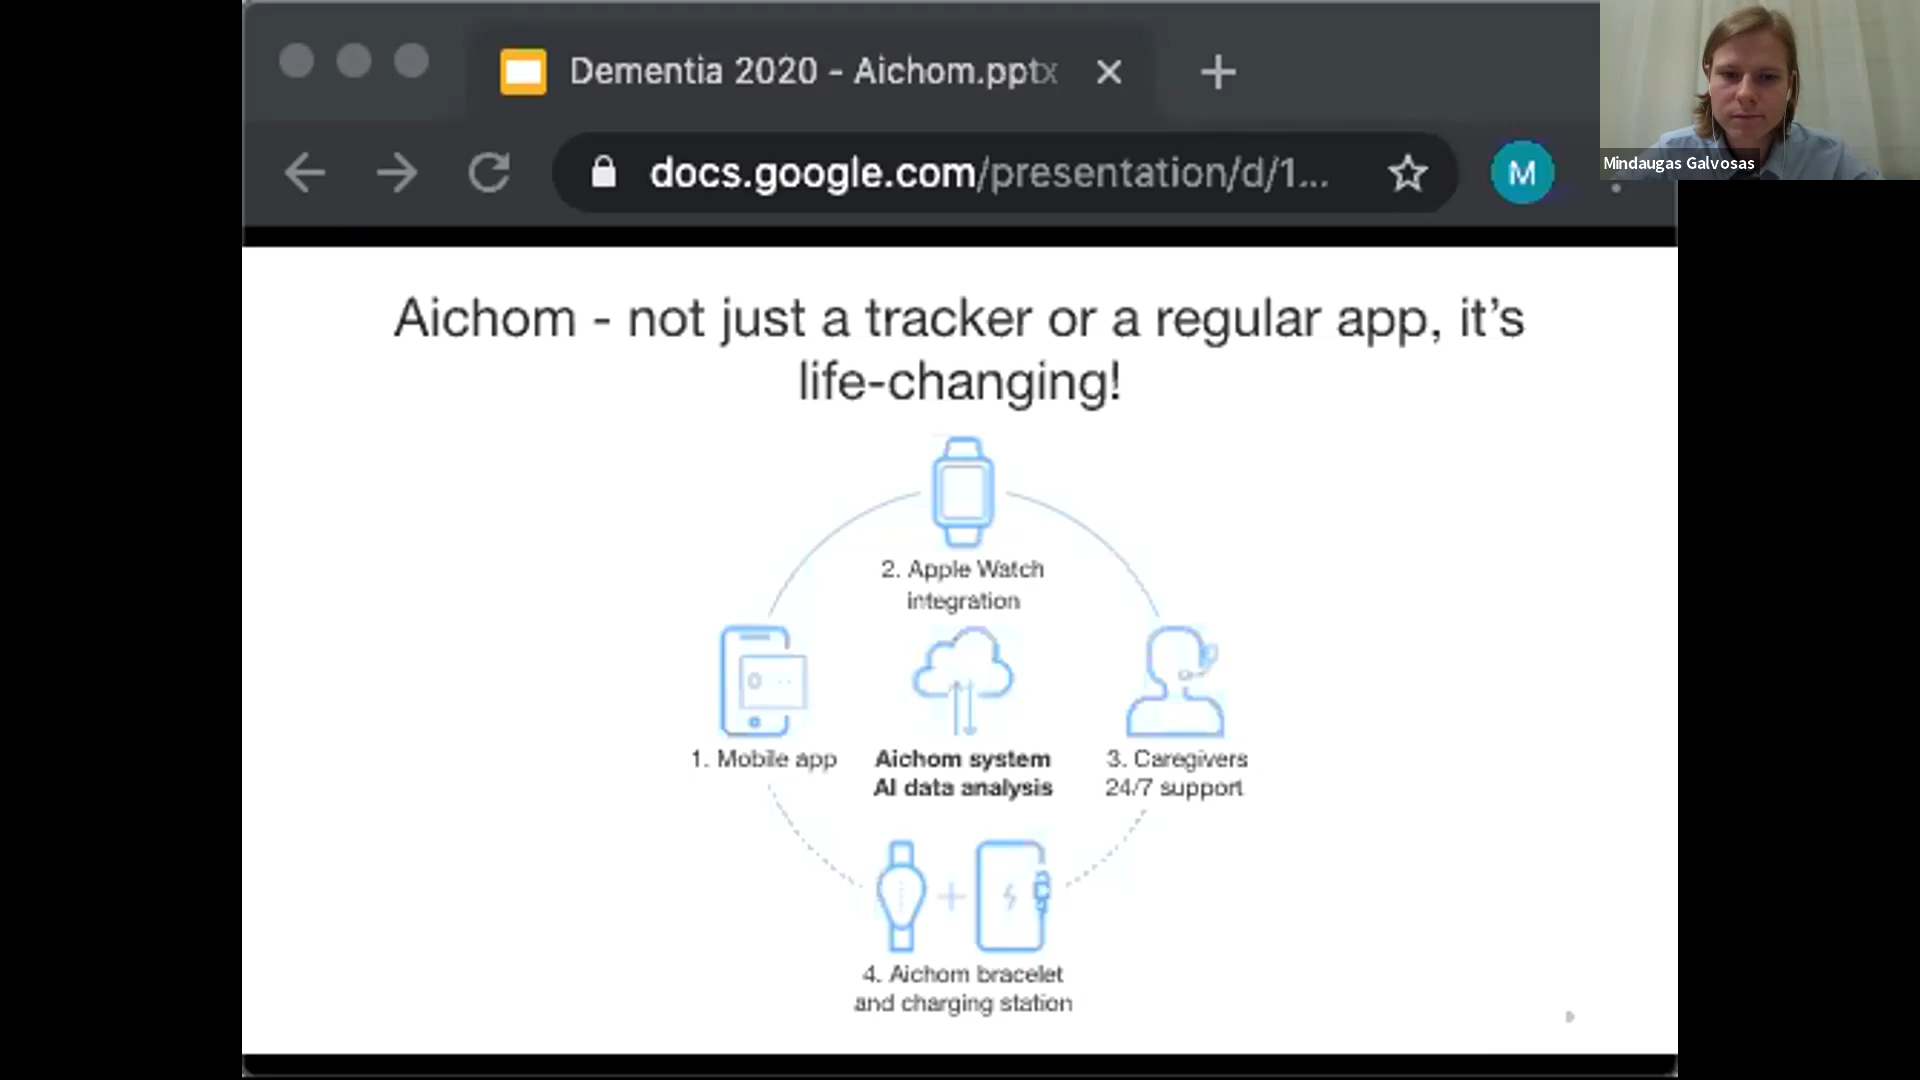 Dementia 2020 - Aichom.pptx
docs.google.com/presentation/d/1...
M
Mindaugas Galvosas
Aichom - not just a tracker or a regular app, it's
life-changing!
2. Apple Watch
integration
1. Mobile app
Aichom system
AI data analysis
3. Caregivers
24/7 support
4. Aichom bracelet
and charging station